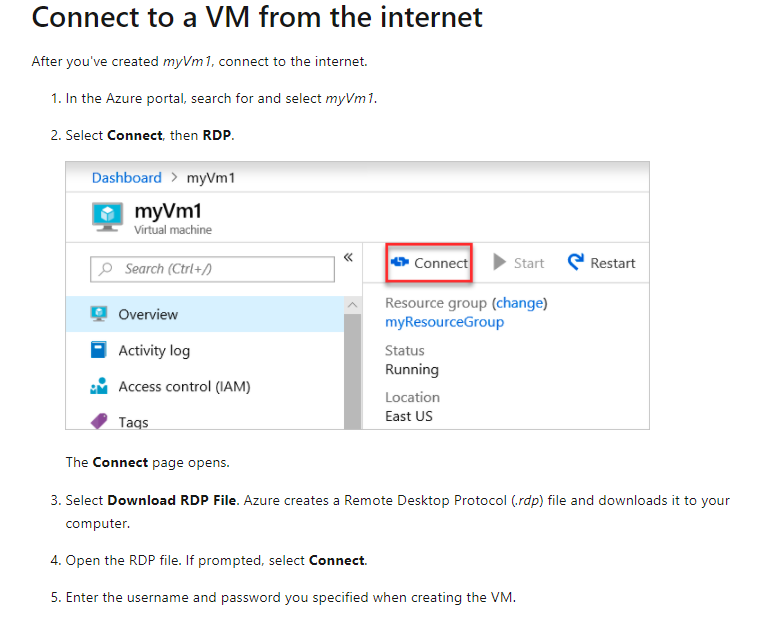 Connect to a VM from the internet
After you've created myVm1, connect to the internet.
1. In the Azure portal, search for and select myVm1.
2. Select Connect, then RDP.
Dashboard > myVm1
myVm1
Virtual machine
Search (Ctrl+/)
«
Connect
Start
Restart
Overview
Activity log
Access control (IAM)
Tags
Resource group (change)
myResourceGroup
Status
Running
Location
East US
The Connect page opens.
3. Select Download RDP File. Azure creates a Remote Desktop Protocol (.rdp) file and downloads it to your
computer.
4. Open the RDP file. If prompted, select Connect.
5. Enter the username and password you specified when creating the VM.